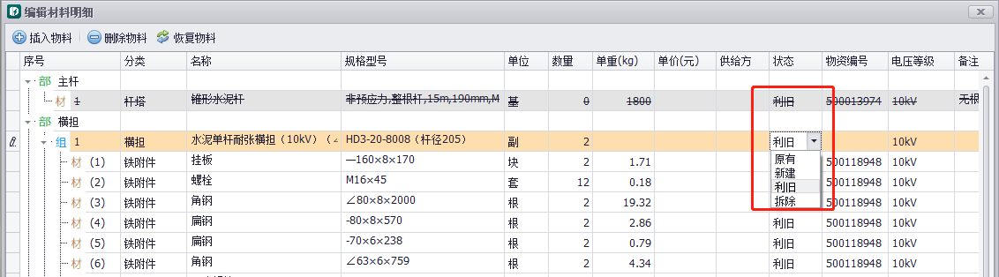 编辑材料明细
插入物料 删除物料 恢复物料
序号 分类 名称 规格型号 单位 数量 单重(kg) 单价(元) 供给方 状态 物资编号 电压等级 备注
部 主杆
材 1 杆塔 锥形水泥杆 非预应力,整根杆,15m,190mm,M 基 0 1800 利旧 500013974 10kV 无根
部 横担
组 1 横担 水泥单杆耐张横担（10kV）（∠ HD3-20-8008（杆径205） 副 2 利旧 10kV
材 (1) 铁附件 挂板 —160×8×170 块 2 1.71 原有 500118948 10kV
材 (2) 铁附件 螺栓 M16×45 套 12 0.18 新建 500118948 10kV
材 (3) 铁附件 角钢 ∠80×8×2000 根 2 19.32 利旧 500118948 10kV
拆除
材 (4) 铁附件 扁钢 -80×8×570 根 2 2.86 利旧 500118948 10kV
材 (5) 铁附件 扁钢 -70×6×238 根 2 0.79 利旧 500118948 10kV
材 (6) 铁附件 角钢 ∠63×6×759 根 2 4.34 利旧 500118948 10kV